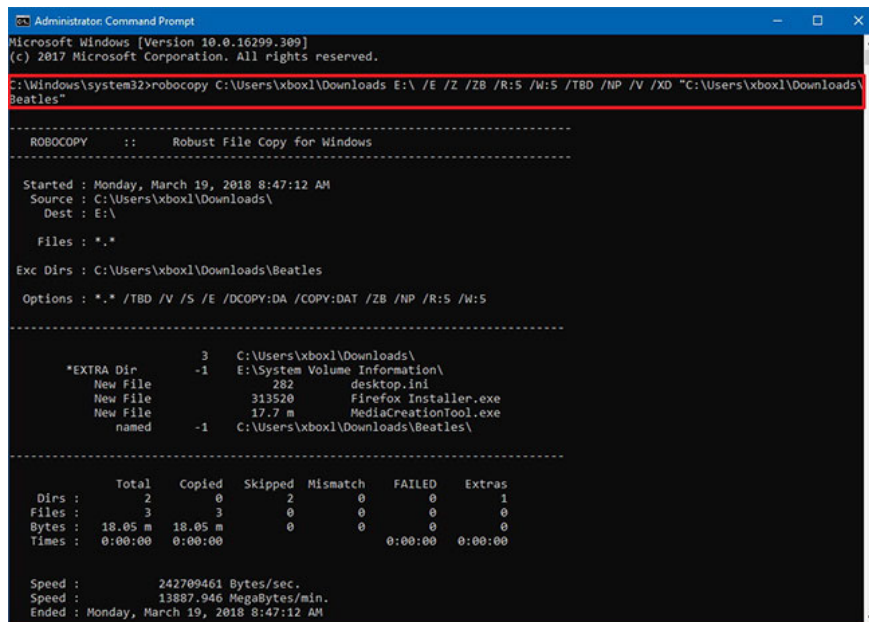 Administrator: Command Prompt
Microsoft Windows [Version 10.0.16299.309]
(c) 2017 Microsoft Corporation. All rights reserved.
C:\Windows\system32>robocopy C:\Users\xboxl\Downloads E:\ /E /Z /ZB /R:5 /W:5 /TBD /NP /V /XD "C:\Users\xboxl\Downloads\
Beatles"
-------------------------------------------------------------------------------
ROBOCOPY :: Robust File Copy for Windows
-------------------------------------------------------------------------------
Started : Monday, March 19, 2018 8:47:12 AM
Source : C:\Users\xboxl\Downloads\
Dest : E:\
Files : *.*
Exc Dirs : C:\Users\xboxl\Downloads\Beatles
Options : *.* /TBD /V /S /E /DCOPY:DA /COPY:DAT /ZB /NP /R:5 /W:5
------------------------------------------------------------------------------
3 C:\Users\xboxl\Downloads\
*EXTRA Dir -1 E:\System Volume Information\
New File 282 desktop.ini
New File 313520 Firefox Installer.exe
New File 17.7 m MediaCreationTool.exe
named -1 C:\Users\xboxl\Downloads\Beatles\
------------------------------------------------------------------------------
Total Copied Skipped Mismatch FAILED Extras
Dirs : 2 0 2 0 0 1
Files : 3 3 0 0 0 0
Bytes : 18.05 m 18.05 m 0 0 0 0
Times : 0:00:00 0:00:00 0:00:00 0:00:00
Speed : 242709461 Bytes/sec.
Speed : 13887.946 MegaBytes/min.
Ended : Monday, March 19, 2018 8:47:12 AM